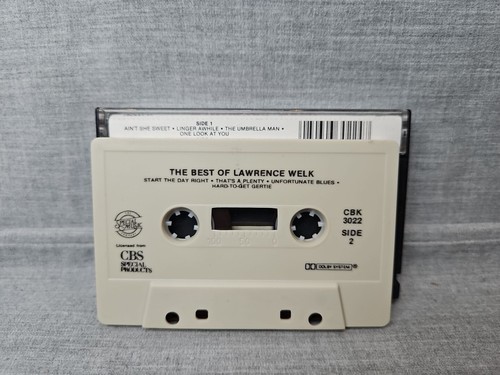 SIDE 1
AIN'T SHE SWEET • LINGER AWHILE • THE UMBRELLA MAN •
ONE LOOK AT YOU
THE BEST OF LAWRENCE WELK
START THE DAY RIGHT • THAT'S A PLENTY • UNFORTUNATE BLUES •
HARD-TO-GET GERTIE
CBK
3022
SIDE
2
Licensed from
CBS
SPECIAL
PRODUCTS
DOLBY SYSTEM ®